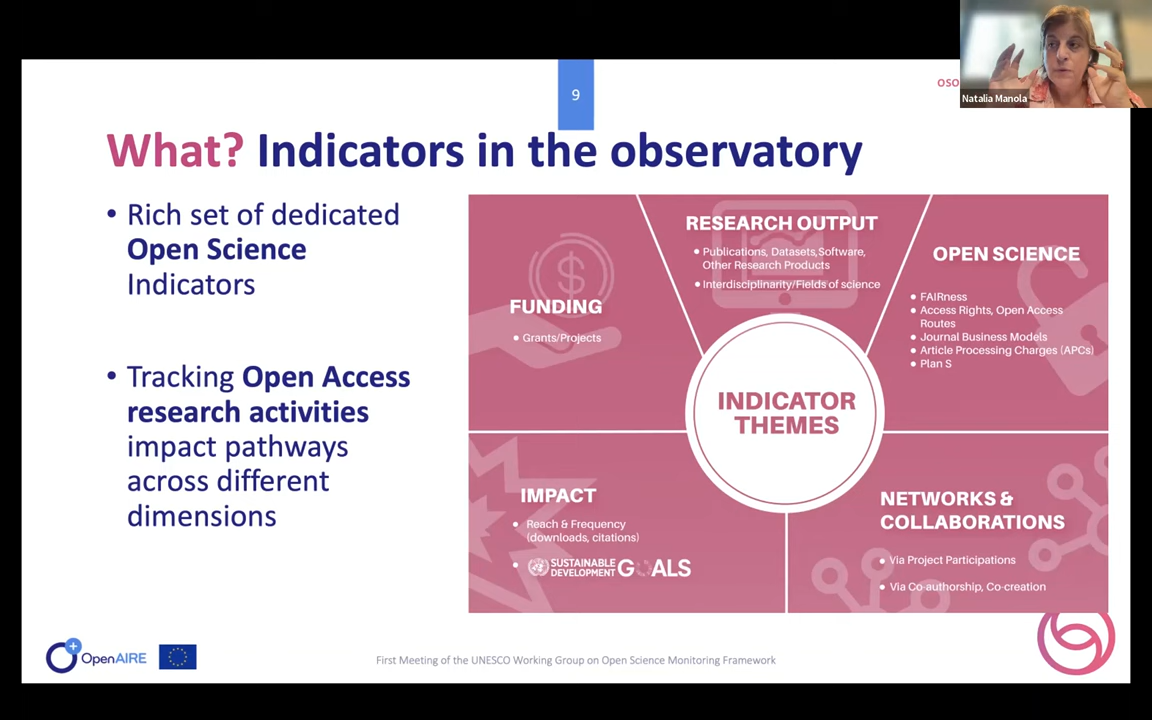 9
OSO
Natalia Manola
What? Indicators in the observatory
• Rich set of dedicated
Open Science
Indicators
• Tracking Open Access
research activities
impact pathways
across different
dimensions
FUNDING
• Grants/Projects
RESEARCH OUTPUT
• Publications, Datasets,Software,
Other Research Products
• Interdisciplinarity/Fields of science
OPEN SCIENCE
• FAIRness
• Access Rights, Open Access
Routes
• Journal Business Models
• Article Processing Charges (APCs)
• Plan S
INDICATOR
THEMES
IMPACT
• Reach & Frequency
(downloads, citations)
• SUSTAINABLE
DEVELOPMENT GOALS
NETWORKS &
COLLABORATIONS
• Via Project Participations
• Via Co-authorship, Co-creation
OpenAIRE
First Meeting of the UNESCO Working Group on Open Science Monitoring Framework